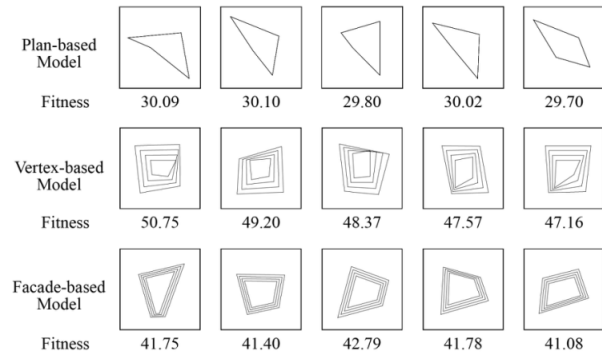 Plan-based
Model
Fitness 30.09 30.10 29.80 30.02 29.70
Vertex-based
Model
Fitness 50.75 49.20 48.37 47.57 47.16
Facade-based
Model
Fitness 41.75 41.40 42.79 41.78 41.08